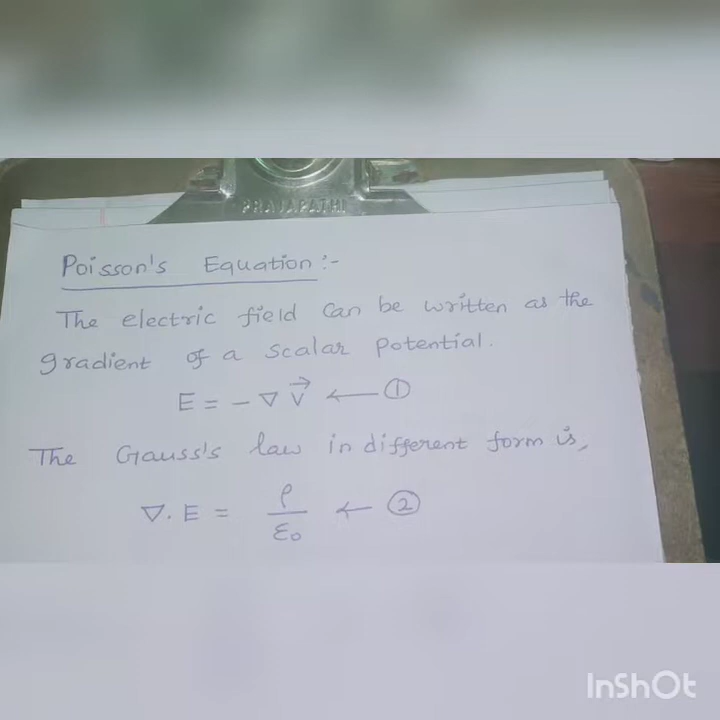 PRAJAPATHI
Poisson's Equation :-
The electric field can be written as the
gradient of a scalar potential.
E = - ∇ V⃗ ← ①
The Gauss's law in different form is,
∇. E = ρ/ε₀ ← ②
InShOt